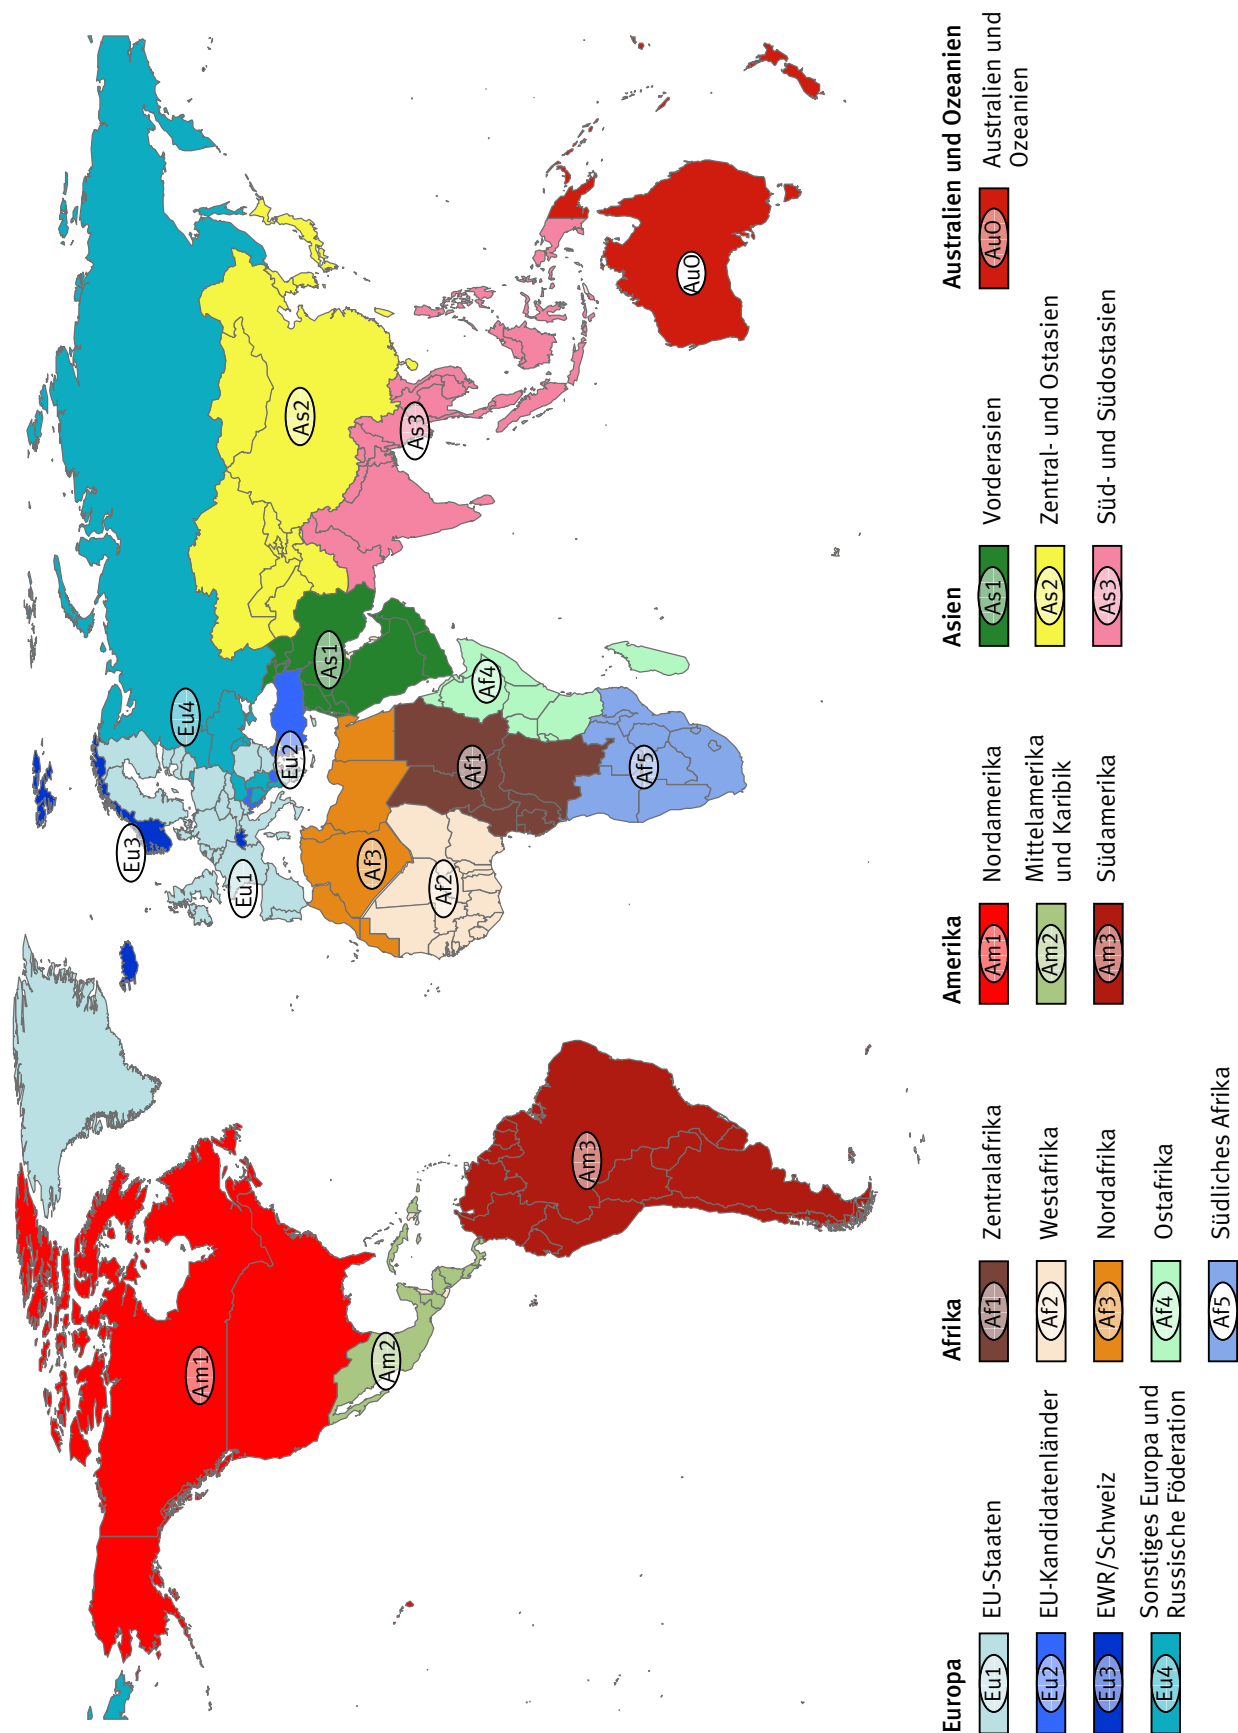 Am1
Am2
Am3
Eu3
Eu1
Eu4
Eu2
Af3
Af2
Af1
Af4
Af5
As1
As2
As3
AuO
Europa
Eu1 EU-Staaten
Eu2 EU-Kandidatenländer
Eu3 EWR/Schweiz
Eu4 Sonstiges Europa und
Russische Föderation
Afrika
Af1 Zentralafrika
Af2 Westafrika
Af3 Nordafrika
Af4 Ostafrika
Af5 Südliches Afrika
Amerika
Am1 Nordamerika
Am2 Mittelamerika
und Karibik
Am3 Südamerika
Asien
As1 Vorderasien
As2 Zentral- und Ostasien
As3 Süd- und Südostasien
Australien und Ozeanien
AuO Australien und
Ozeanien